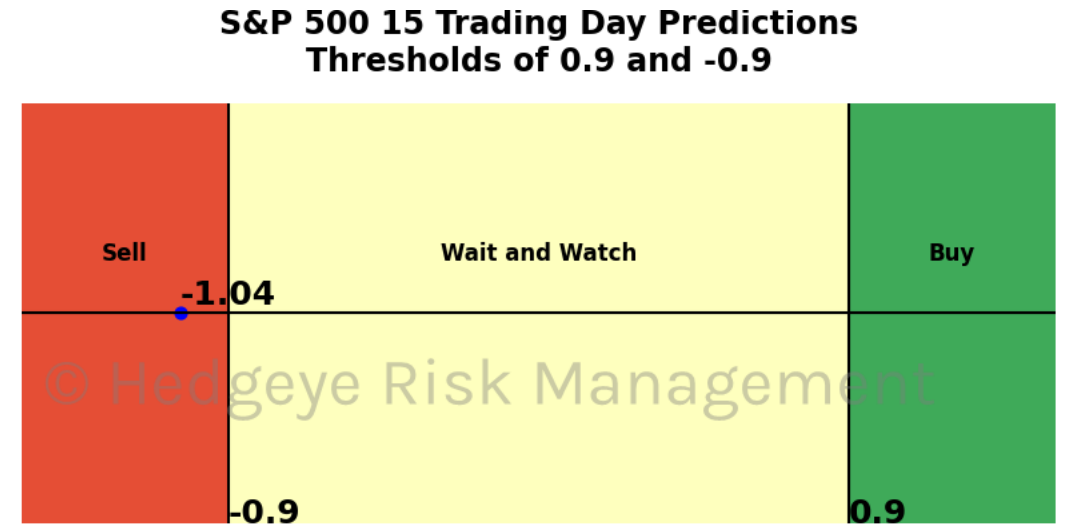 S&P 500 15 Trading Day Predictions
Thresholds of 0.9 and -0.9
Sell
Wait and Watch
Buy
-1.04
© Hedgeye Risk Management
-0.9
0.9